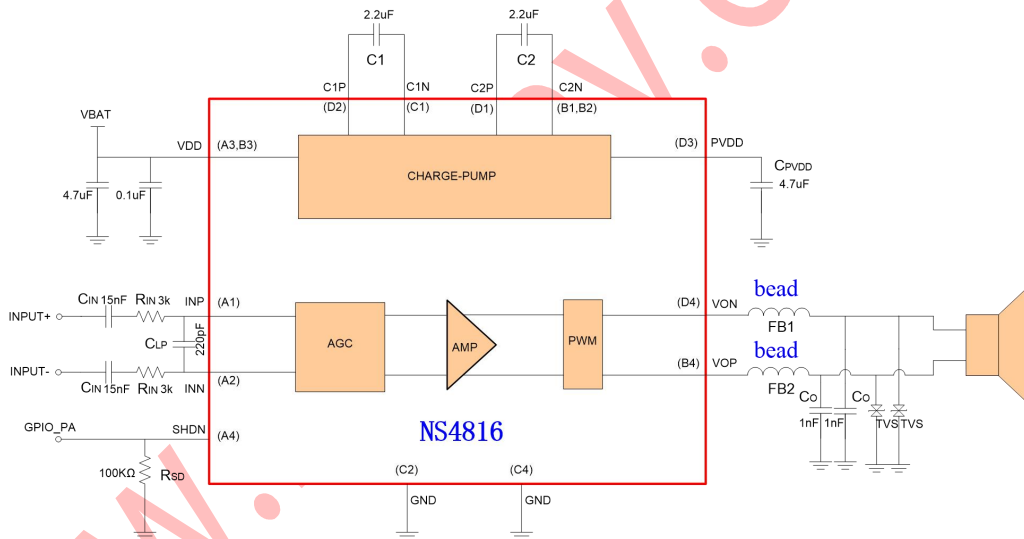 2.2uF 2.2uF
C1 C2
C1P C1N C2P C2N
(D2) (C1) (D1) (B1,B2)
VBAT
VDD (A3,B3) (D3) PVDD
CHARGE-PUMP
CPVDD
4.7uF
4.7uF 0.1uF
CIN 15nF RIN 3k INP (A1)
INPUT+
CLP 220pF
INPUT-
CIN 15nF RIN 3k INN (A2)
AGC AMP PWM
(D4) VON
bead
FB1
bead
(B4) VOP
FB2
CO CO
1nF 1nF TVS TVS
GPIO_PA SHDN (A4)
100KΩ RSD
NS4816
(C2) (C4)
GND GND